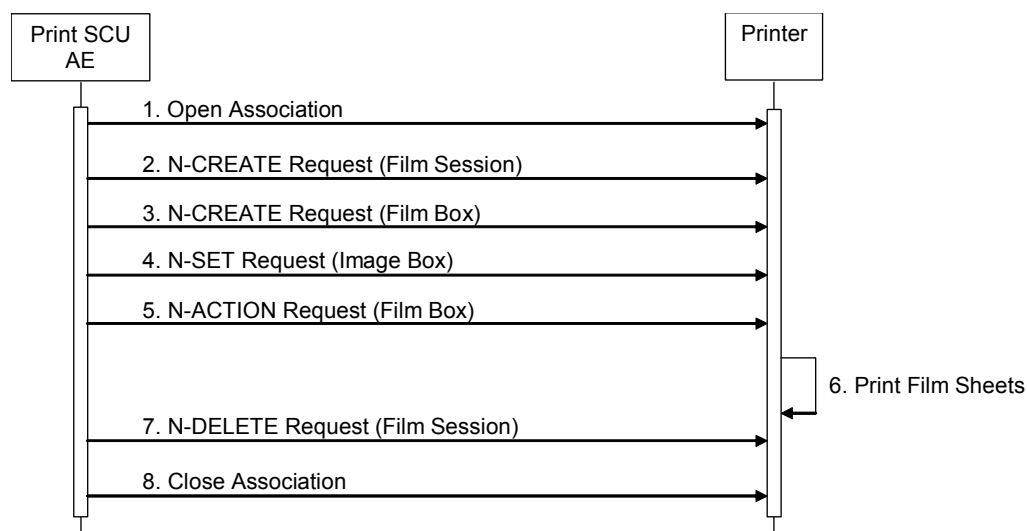 Print SCU
AE
Printer
1. Open Association
2. N-CREATE Request (Film Session)
3. N-CREATE Request (Film Box)
4. N-SET Request (Image Box)
5. N-ACTION Request (Film Box)
6. Print Film Sheets
7. N-DELETE Request (Film Session)
8. Close Association